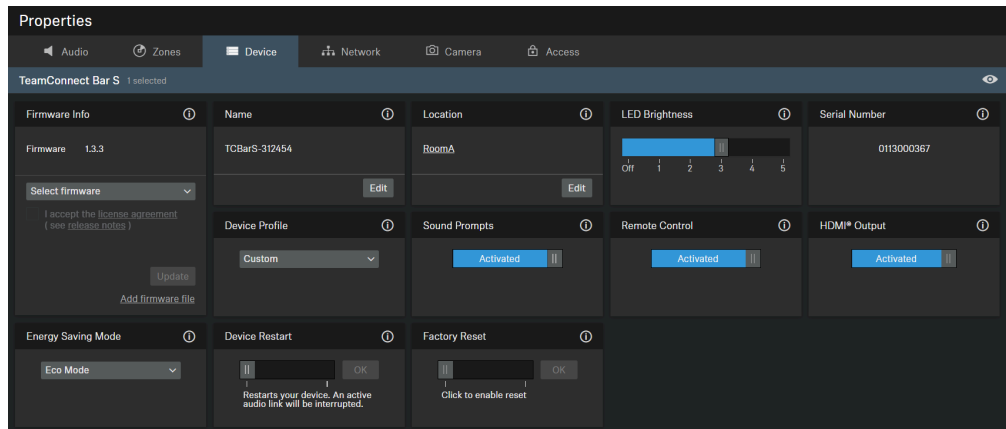 Properties
Audio
Zones
Device
Network
Camera
Access
TeamConnect Bar S 1 selected
Firmware Info
Firmware 1.3.3
Select firmware
I accept the license agreement
( see release notes )
Update
Add firmware file
Name
TCBarS-312454
Edit
Location
RoomA
Edit
LED Brightness
Off 1 2 3 4 5
Serial Number
0113000367
Device Profile
Custom
Sound Prompts
Activated
Remote Control
Activated
HDMI® Output
Activated
Energy Saving Mode
Eco Mode
Device Restart
OK
Restarts your device. An active
audio link will be interrupted.
Factory Reset
OK
Click to enable reset